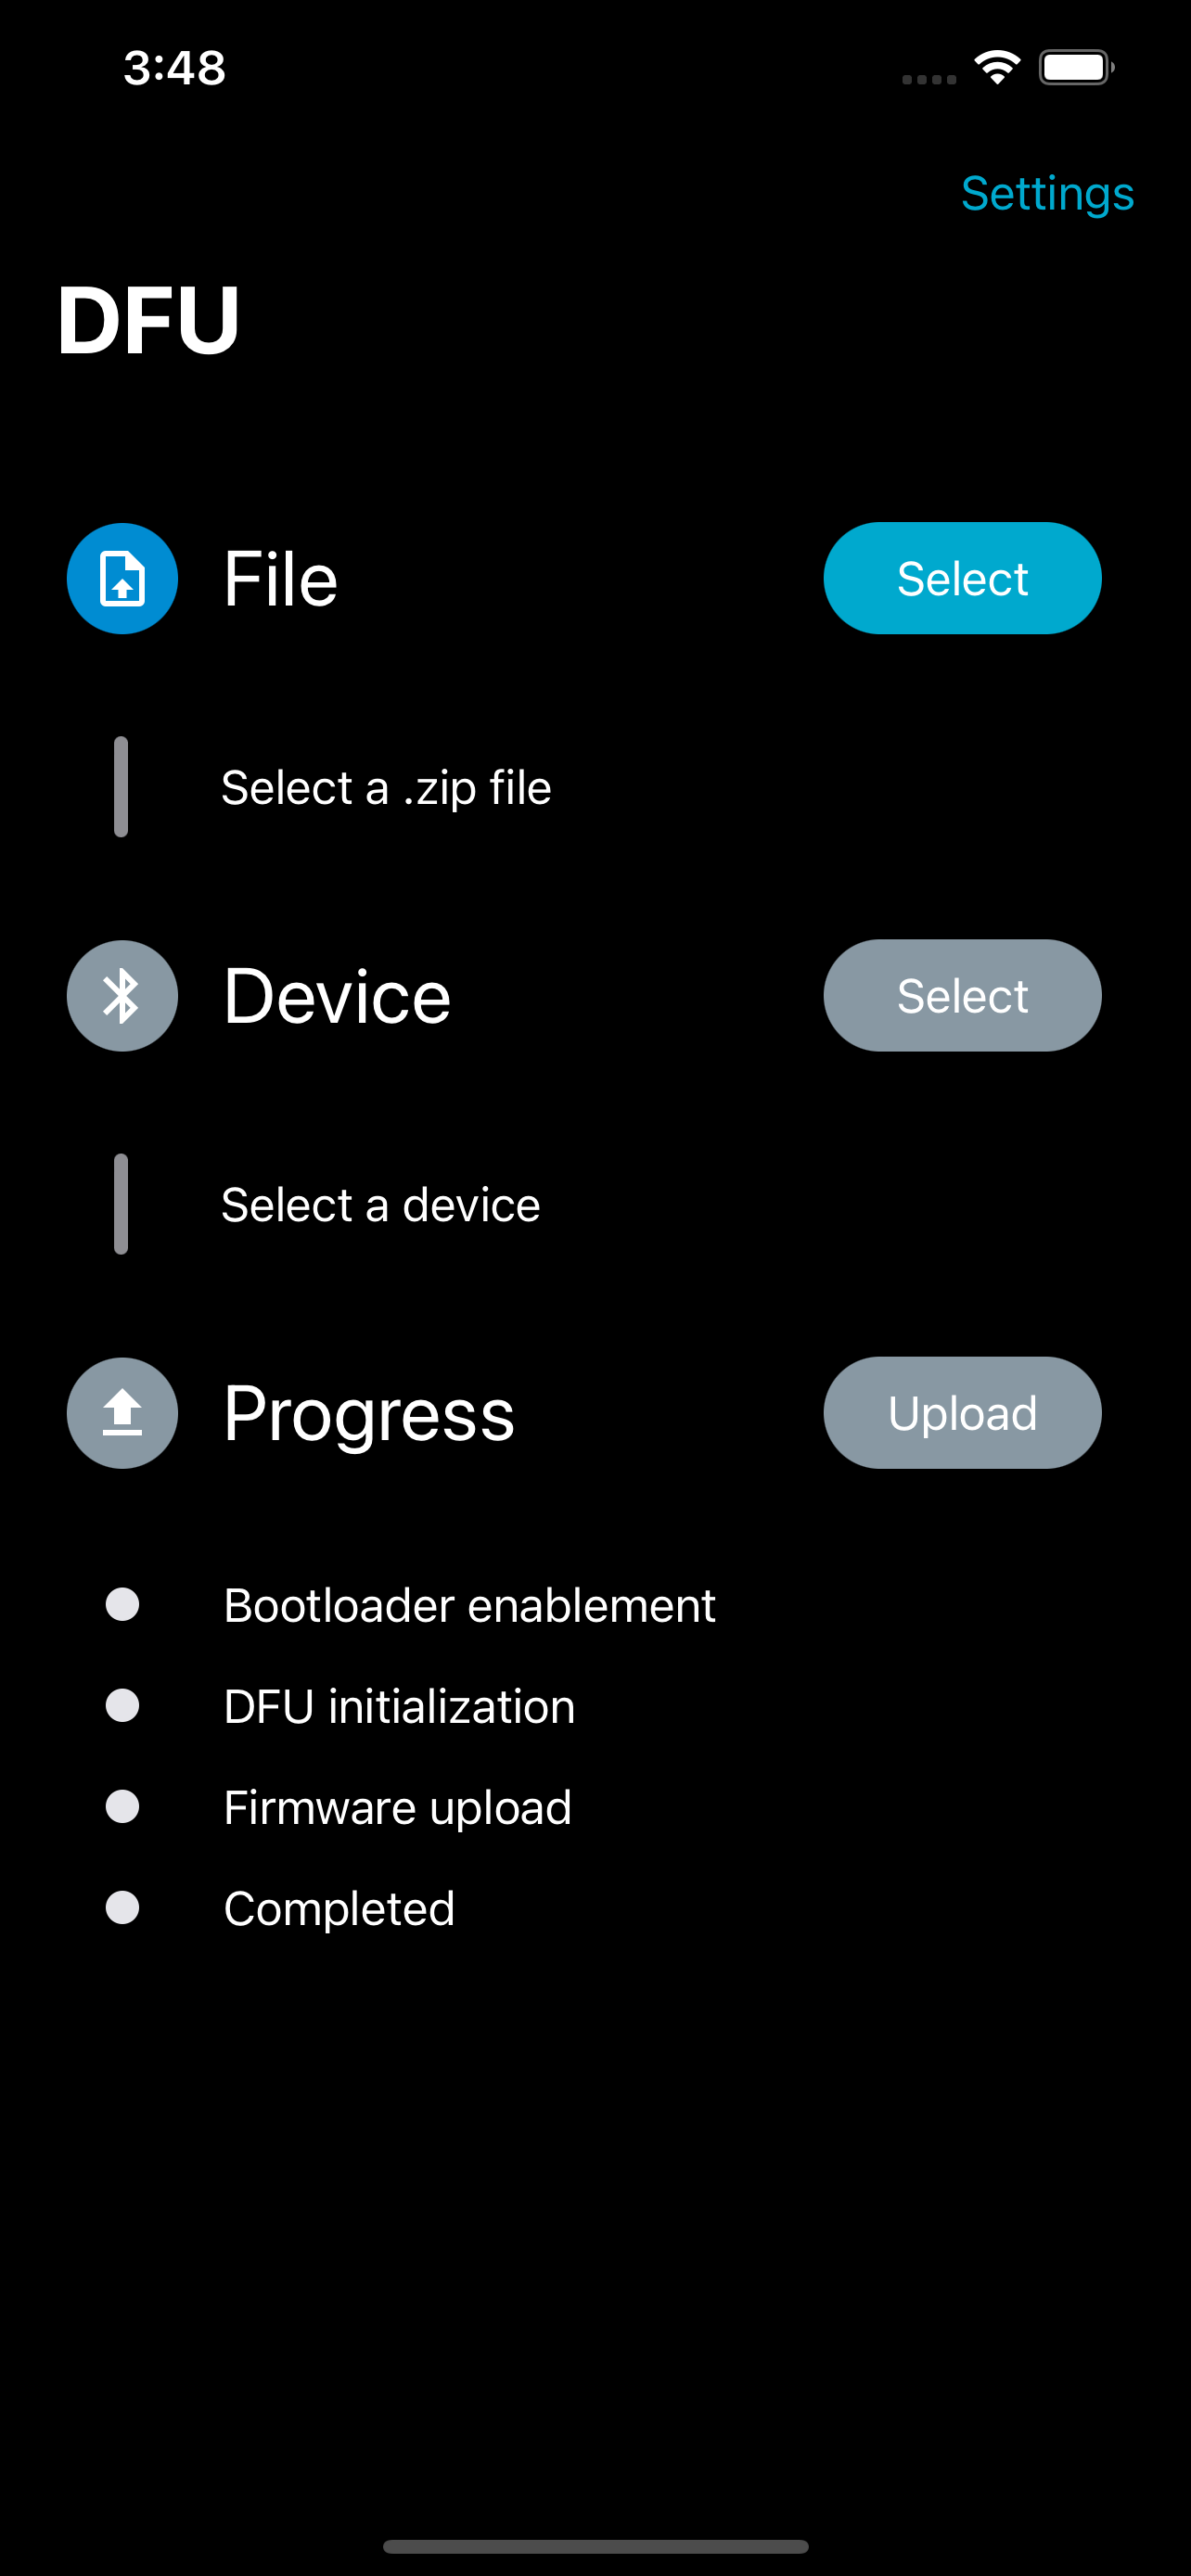 3:48
Settings
DFU
File
Select
Select a .zip file
Device
Select
Select a device
Progress
Upload
Bootloader enablement
DFU initialization
Firmware upload
Completed